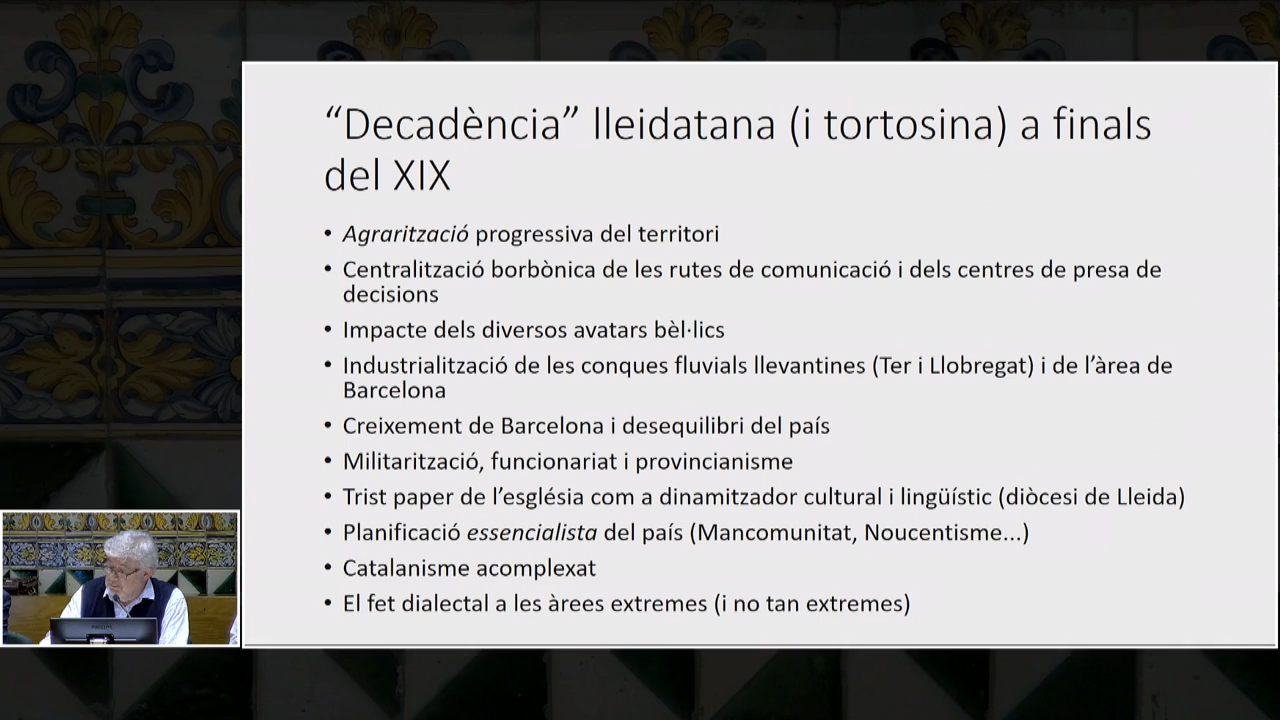 “Decadència” lleidatana (i tortosina) a finals
del XIX
• Agrarització progressiva del territori
• Centralització borbònica de les rutes de comunicació i dels centres de presa de
decisions
• Impacte dels diversos avatars bèl·lics
• Industrialització de les conques fluvials llevantines (Ter i Llobregat) i de l’àrea de
Barcelona
• Creixement de Barcelona i desequilibri del país
• Militarització, funcionariat i provincianisme
• Trist paper de l’església com a dinamitzador cultural i lingüístic (diòcesi de Lleida)
• Planificació essencialista del país (Mancomunitat, Noucentisme...)
• Catalanisme acomplexat
• El fet dialectal a les àrees extremes (i no tan extremes)
PHILIPS